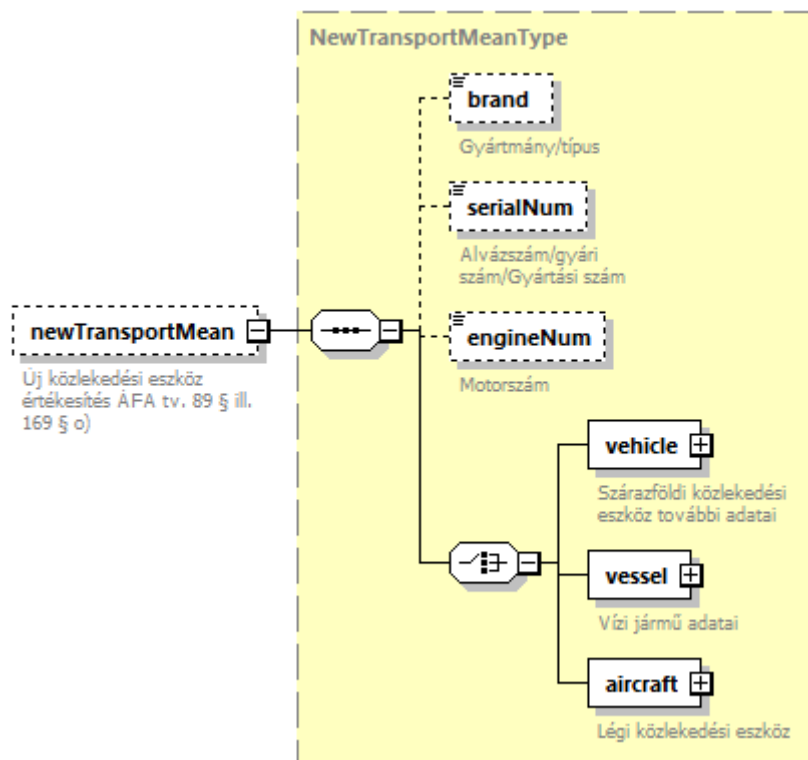 NewTransportMeanType
brand
Gyártmány/típus
serialNum
Alvázszám/gyári
szám/Gyártási szám
newTransportMean
Új közlekedési eszköz
értékesítés ÁFA tv. 89 § ill.
169 § o)
engineNum
Motorszám
vehicle
Szárazföldi közlekedési
eszköz további adatai
vessel
Vízi jármű adatai
aircraft
Légi közlekedési eszköz